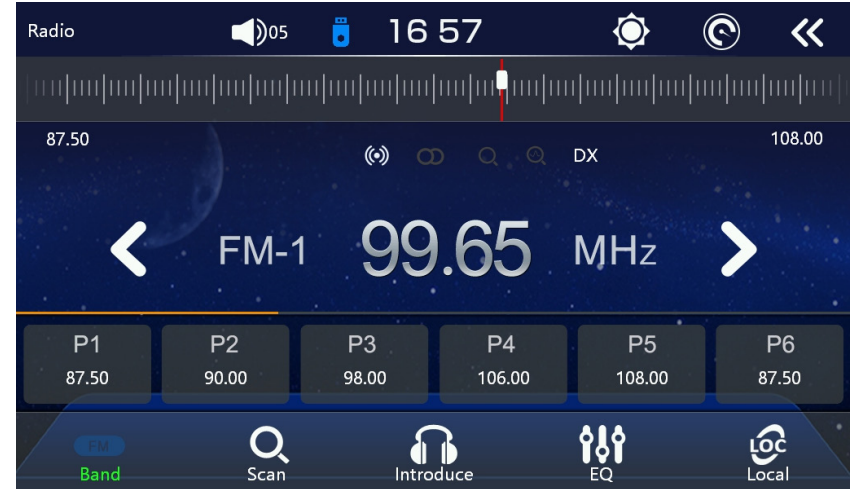 Radio 05 16 57
87.50 108.00
DX
FM-1 99.65 MHz
P1 P2 P3 P4 P5 P6
87.50 90.00 98.00 106.00 108.00 87.50
FM LOC
Band Scan Introduce EQ Local